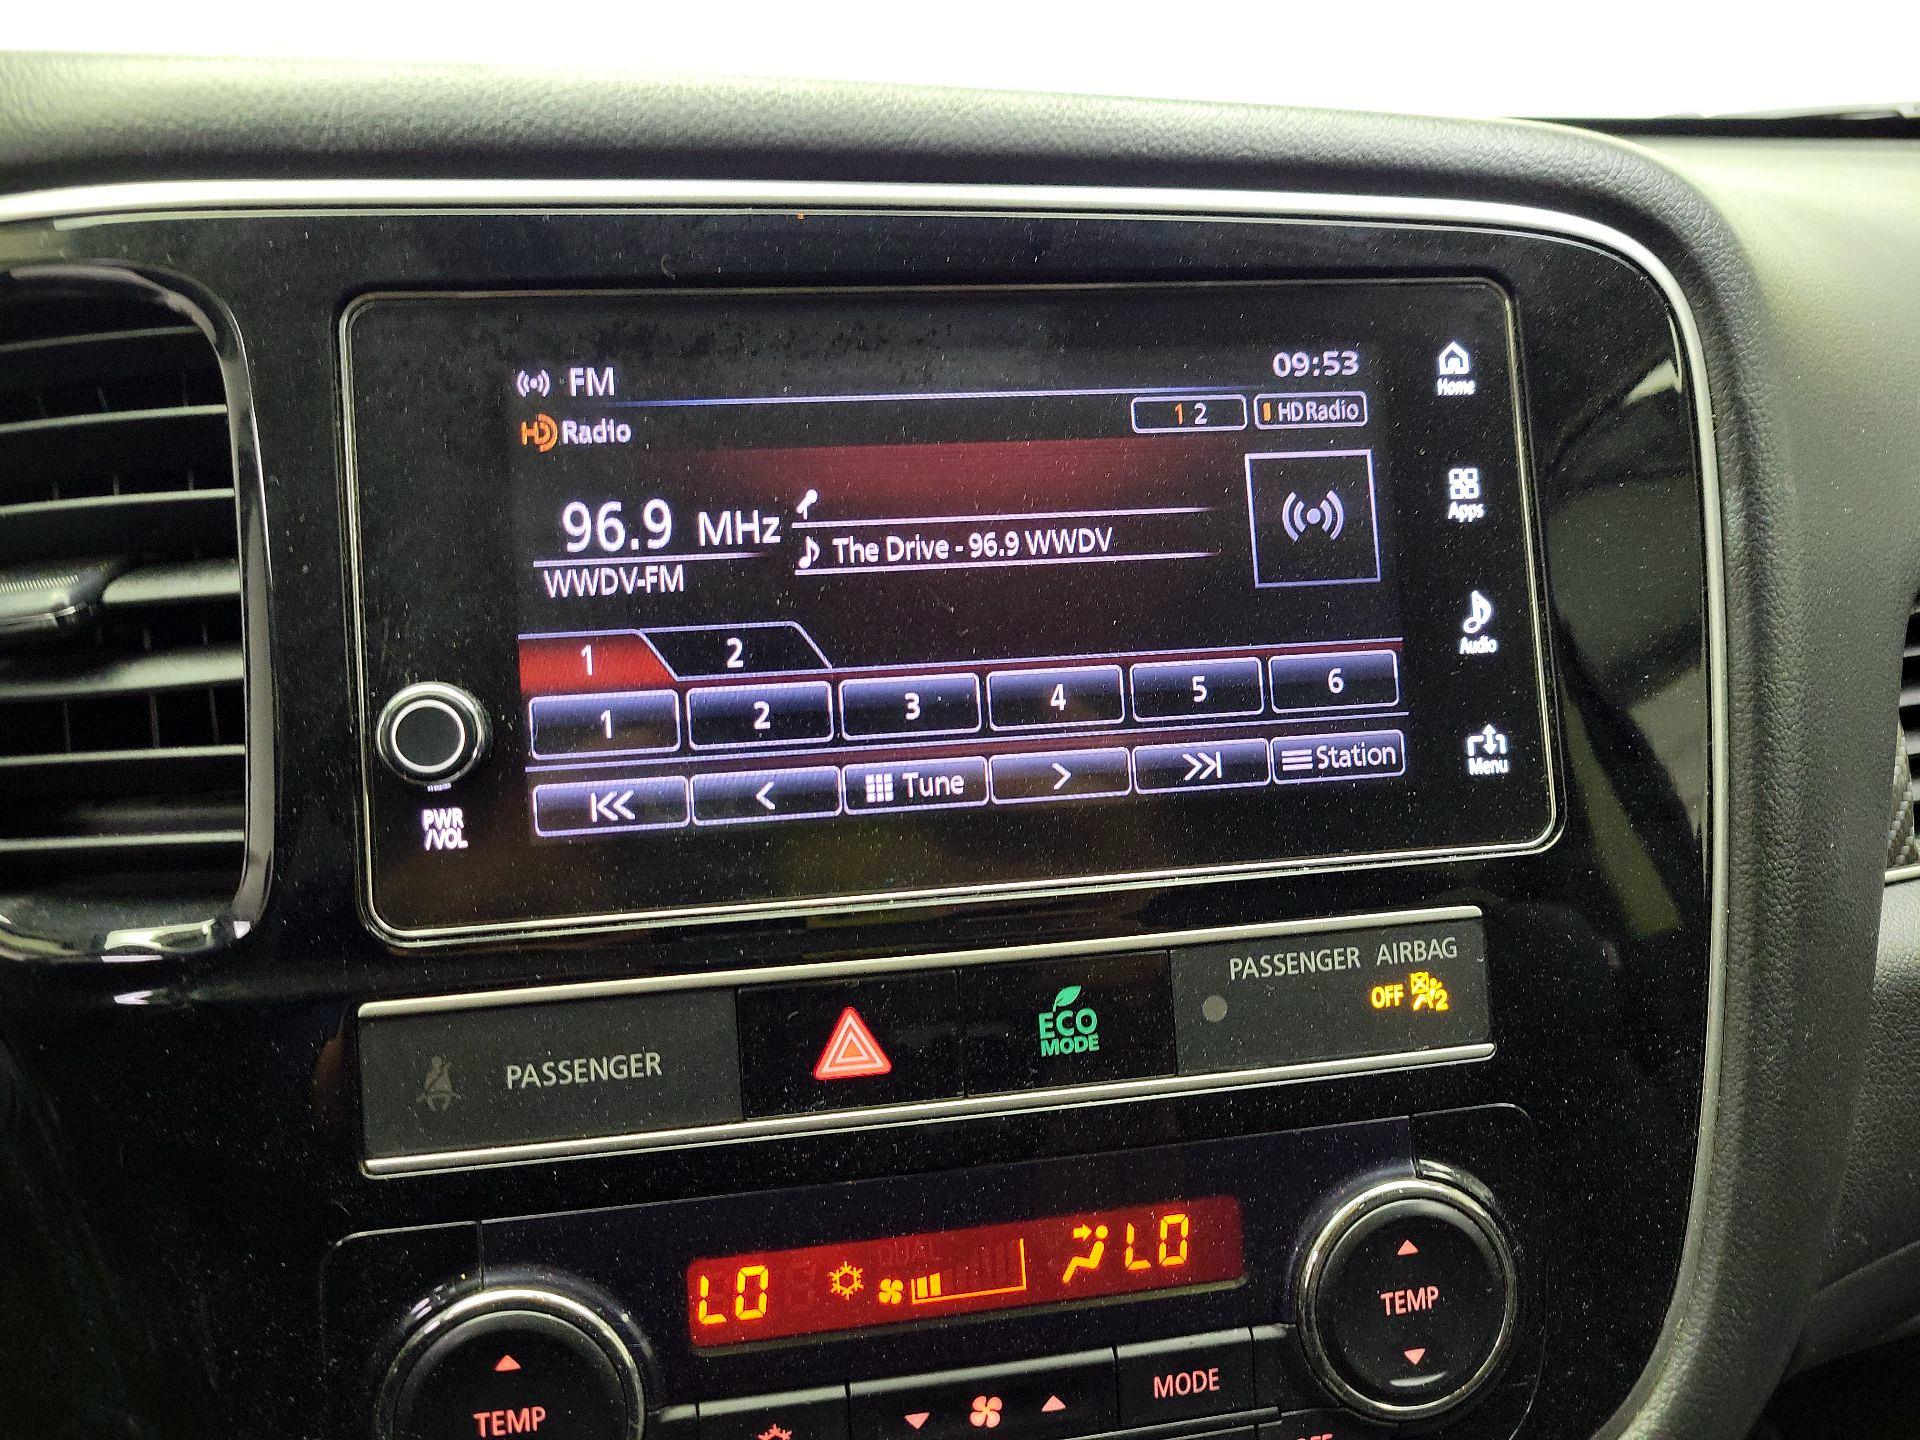 FM
09:53
HD Radio
1 2
HD Radio
96.9 MHz
The Drive - 96.9 WWDV
WWDV-FM
1 2
1 2 3 4 5 6
Tune
Station
Home
Apps
Audio
Menu
PWR
/VOL
PASSENGER
ECO
MODE
PASSENGER AIRBAG
OFF
2
LO
DUAL
LO
TEMP
TEMP
MODE